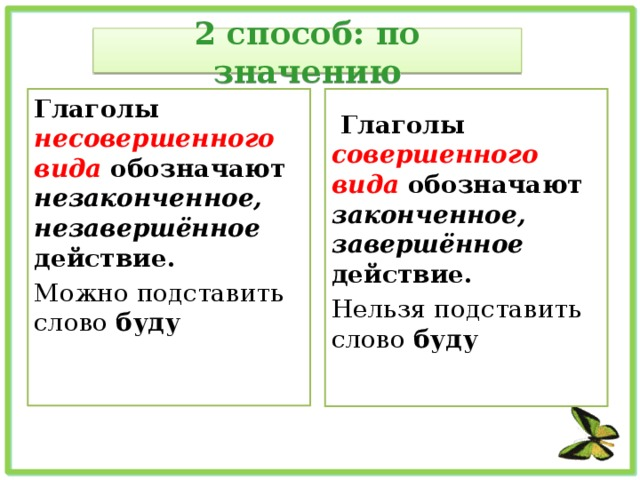 2 способ: по
значению
Глаголы
несовершенного
вида обозначают
незаконченное,
незавершённое
действие.
Можно подставить
слово буду
Глаголы
совершенного
вида обозначают
законченное,
завершённое
действие.
Нельзя подставить
слово буду